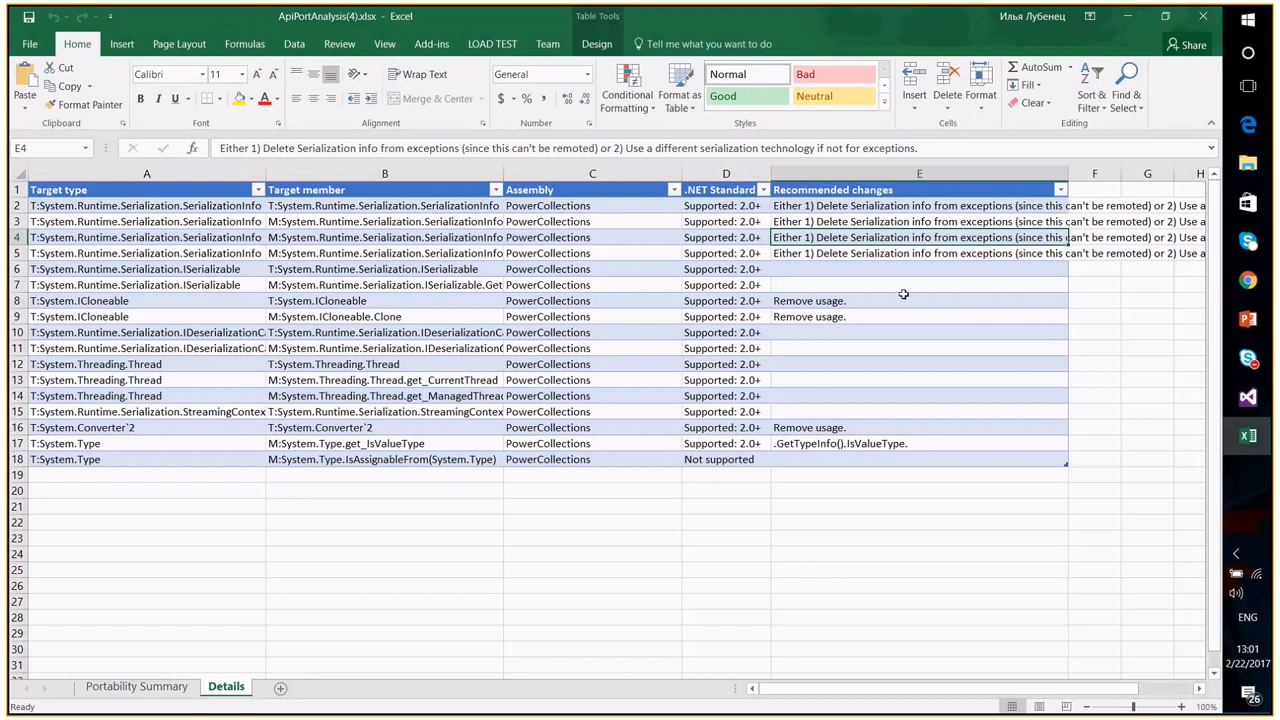 ApiPortAnalysis(4).xlsx - Excel
Table Tools
Илья Лубенец
File Home Insert Page Layout Formulas Data Review View Add-ins LOAD TEST Team Design Tell me what you want to do Share
Paste Cut Copy Format Painter
Clipboard
Calibri 11 A A
B I U A
Font
Wrap Text
Merge & Center
Alignment
General
$ % ,
Number
Conditional Formatting
Format as Table
Normal Bad
Good Neutral
Styles
Insert Delete Format
Cells
AutoSum
Fill
Clear
Sort & Filter
Find & Select
Editing
E4 fx Either 1) Delete Serialization info from exceptions (since this can't be remoted) or 2) Use a different serialization technology if not for exceptions.
A B C D E F G H
1 Target type Target member Assembly .NET Standard Recommended changes
2 T:System.Runtime.Serialization.SerializationInfo T:System.Runtime.Serialization.SerializationInfo PowerCollections Supported: 2.0+ Either 1) Delete Serialization info from exceptions (since this can't be remoted) or 2) Use a
3 T:System.Runtime.Serialization.SerializationInfo M:System.Runtime.Serialization.SerializationInfo PowerCollections Supported: 2.0+ Either 1) Delete Serialization info from exceptions (since this can't be remoted) or 2) Use a
4 T:System.Runtime.Serialization.SerializationInfo M:System.Runtime.Serialization.SerializationInfo PowerCollections Supported: 2.0+ Either 1) Delete Serialization info from exceptions (since this can't be remoted) or 2) Use a
5 T:System.Runtime.Serialization.SerializationInfo M:System.Runtime.Serialization.SerializationInfo PowerCollections Supported: 2.0+ Either 1) Delete Serialization info from exceptions (since this can't be remoted) or 2) Use a
6 T:System.Runtime.Serialization.ISerializable T:System.Runtime.Serialization.ISerializable PowerCollections Supported: 2.0+
7 T:System.Runtime.Serialization.ISerializable M:System.Runtime.Serialization.ISerializable.Get PowerCollections Supported: 2.0+
8 T:System.ICloneable T:System.ICloneable PowerCollections Supported: 2.0+ Remove usage.
9 T:System.ICloneable M:System.ICloneable.Clone PowerCollections Supported: 2.0+ Remove usage.
10 T:System.Runtime.Serialization.IDeserializationCa T:System.Runtime.Serialization.IDeserializationC PowerCollections Supported: 2.0+
11 T:System.Runtime.Serialization.IDeserializationCa M:System.Runtime.Serialization.IDeserializationC PowerCollections Supported: 2.0+
12 T:System.Threading.Thread T:System.Threading.Thread PowerCollections Supported: 2.0+
13 T:System.Threading.Thread M:System.Threading.Thread.get_CurrentThread PowerCollections Supported: 2.0+
14 T:System.Threading.Thread M:System.Threading.Thread.get_ManagedThrea PowerCollections Supported: 2.0+
15 T:System.Runtime.Serialization.StreamingContext T:System.Runtime.Serialization.StreamingContex PowerCollections Supported: 2.0+
16 T:System.Converter`2 T:System.Converter`2 PowerCollections Supported: 2.0+ Remove usage.
17 T:System.Type M:System.Type.get_IsValueType PowerCollections Supported: 2.0+ .GetTypeInfo().IsValueType.
18 T:System.Type M:System.Type.IsAssignableFrom(System.Type) PowerCollections Not supported
19
20
21
22
23
24
25
26
27
28
29
30
31
Portability Summary Details
Ready 100%
ENG
13:01
2/22/2017
26